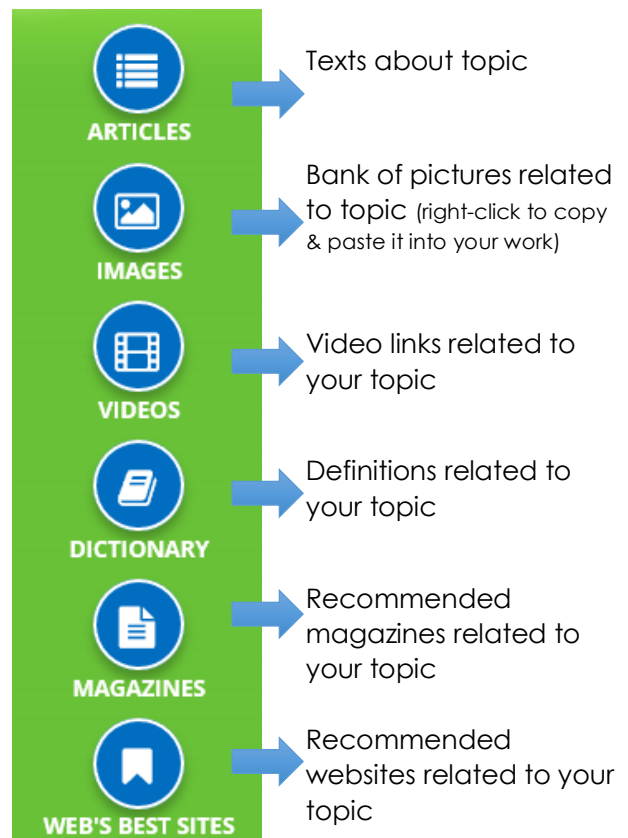 ARTICLES
Texts about topic
IMAGES
Bank of pictures related
to topic (right-click to copy
& paste it into your work)
VIDEOS
Video links related to
your topic
DICTIONARY
Definitions related to
your topic
MAGAZINES
Recommended
magazines related to
your topic
WEB'S BEST SITES
Recommended
websites related to your
topic